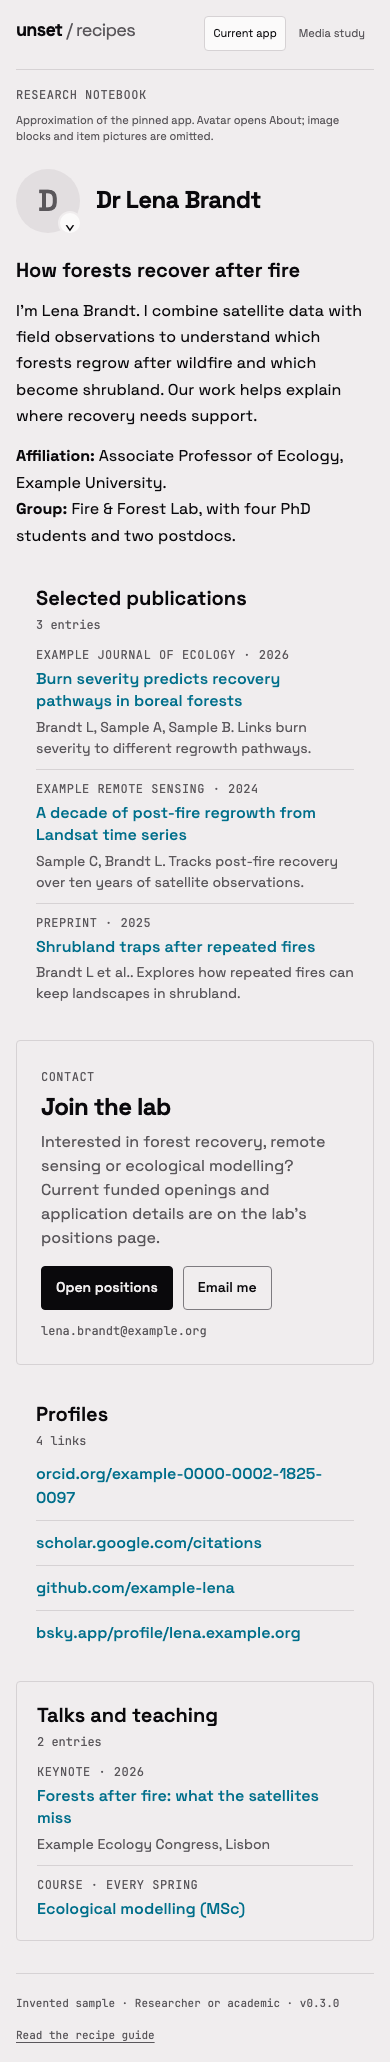 unset / recipes
Current app
Media study
RESEARCH NOTEBOOK
Approximation of the pinned app. Avatar opens About; image
blocks and item pictures are omitted.
D
Dr Lena Brandt
How forests recover after fire
I'm Lena Brandt. I combine satellite data with
field observations to understand which
forests regrow after wildfire and which
become shrubland. Our work helps explain
where recovery needs support.
Affiliation: Associate Professor of Ecology,
Example University.
Group: Fire & Forest Lab, with four PhD
students and two postdocs.
Selected publications
3 entries
EXAMPLE JOURNAL OF ECOLOGY · 2026
Burn severity predicts recovery
pathways in boreal forests
Brandt L, Sample A, Sample B. Links burn
severity to different regrowth pathways.
EXAMPLE REMOTE SENSING · 2024
A decade of post-fire regrowth from
Landsat time series
Sample C, Brandt L. Tracks post-fire recovery
over ten years of satellite observations.
PREPRINT · 2025
Shrubland traps after repeated fires
Brandt L et al.. Explores how repeated fires can
keep landscapes in shrubland.
CONTACT
Join the lab
Interested in forest recovery, remote
sensing or ecological modelling?
Current funded openings and
application details are on the lab's
positions page.
Open positions
Email me
lena.brandt@example.org
Profiles
4 links
orcid.org/example-0000-0002-1825-
0097
scholar.google.com/citations
github.com/example-lena
bsky.app/profile/lena.example.org
Talks and teaching
2 entries
KEYNOTE · 2026
Forests after fire: what the satellites
miss
Example Ecology Congress, Lisbon
COURSE · EVERY SPRING
Ecological modelling (MSc)
Invented sample · Researcher or academic · v0.3.0
Read the recipe guide